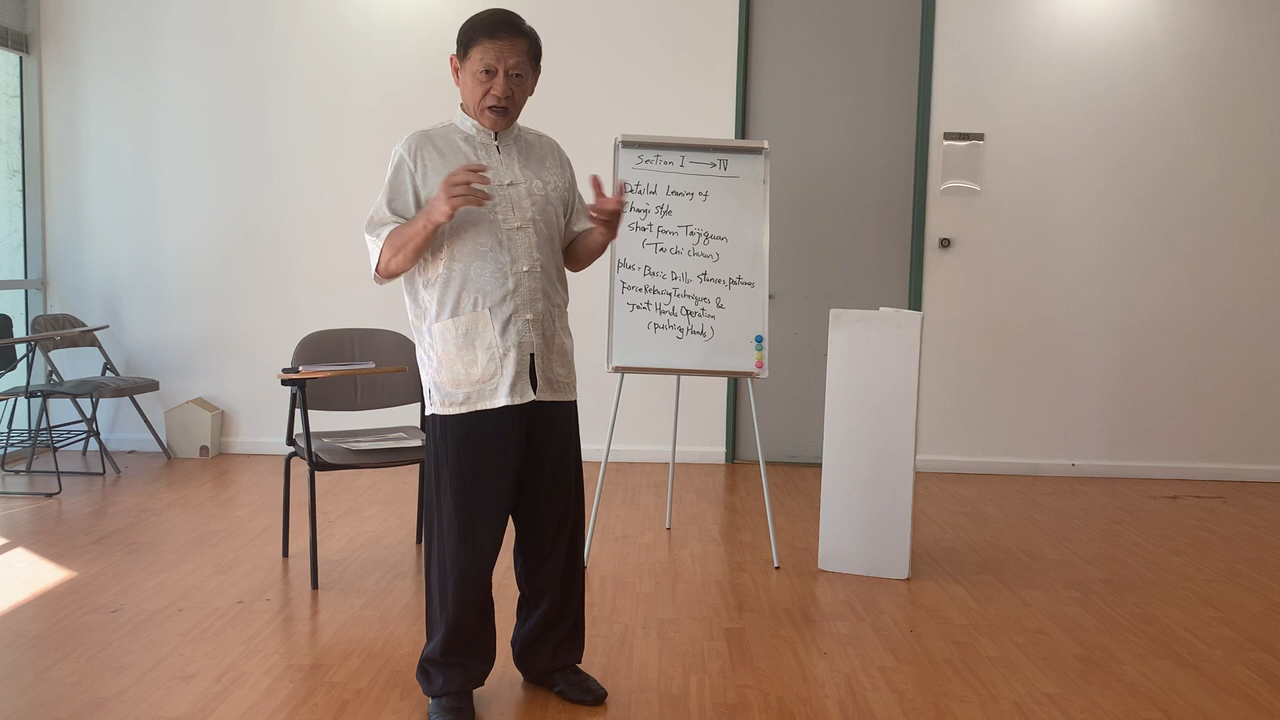 Section I → IV
Detailed Learning of
Chang's Style
Short Form Taijiquan
(Tai Chi Chuan)
plus: Basic Drills. Stances, postures
Force Releasing Techniques &
Joint Hands Operation
(pushing Hands)
225